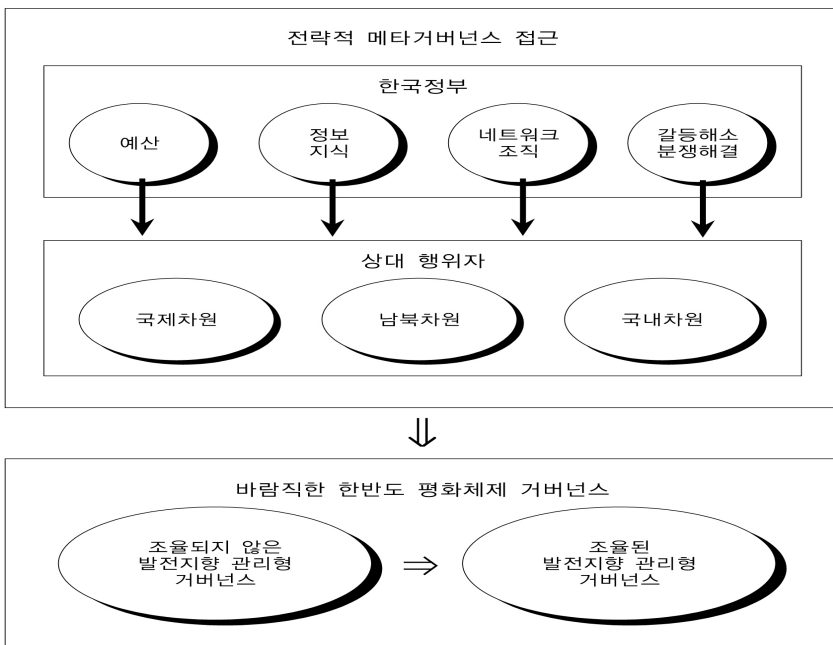 전략적 메타거버넌스 접근
한국정부
예산
정보
지식
네트워크
조직
갈등해소
분쟁해결
상대 행위자
국제차원
남북차원
국내차원
바람직한 한반도 평화체제 거버넌스
조율되지 않은
발전지향 관리형
거버넌스
조율된
발전지향 관리형
거버넌스